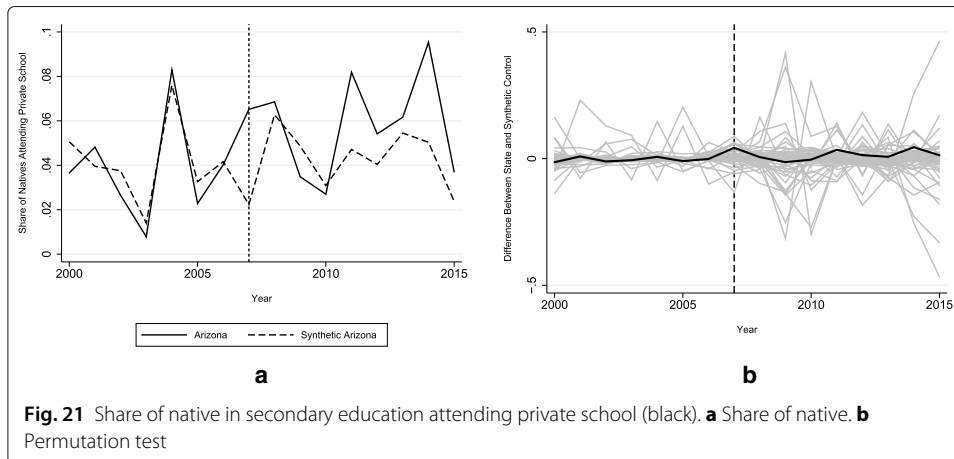 .1
.08
.06
.04
.02
0
Share of Natives Attending Private School
2000 2005 2010 2015
Year
Arizona Synthetic Arizona
a
.5
0
-.5
Difference Between State and Synthetic Control
2000 2005 2010 2015
Year
b
Fig. 21 Share of native in secondary education attending private school (black). a Share of native. b
Permutation test